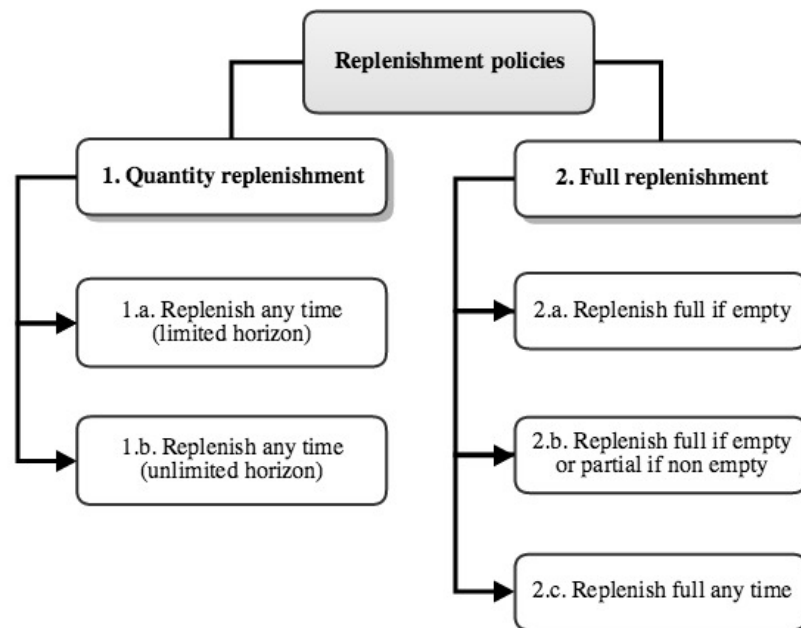 Replenishment policies
1. Quantity replenishment
1.a. Replenish any time
(limited horizon)
1.b. Replenish any time
(unlimited horizon)
2. Full replenishment
2.a. Replenish full if empty
2.b. Replenish full if empty
or partial if non empty
2.c. Replenish full any time